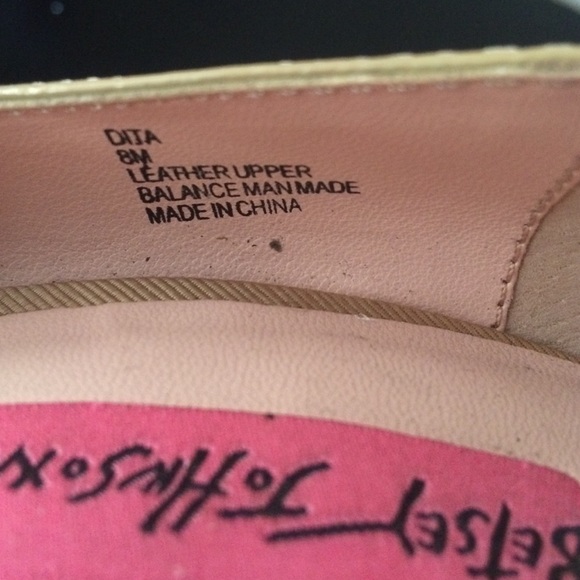 DITA
8M
LEATHER UPPER
BALANCE MAN MADE
MADE IN CHINA
BETSEY JOHNSON